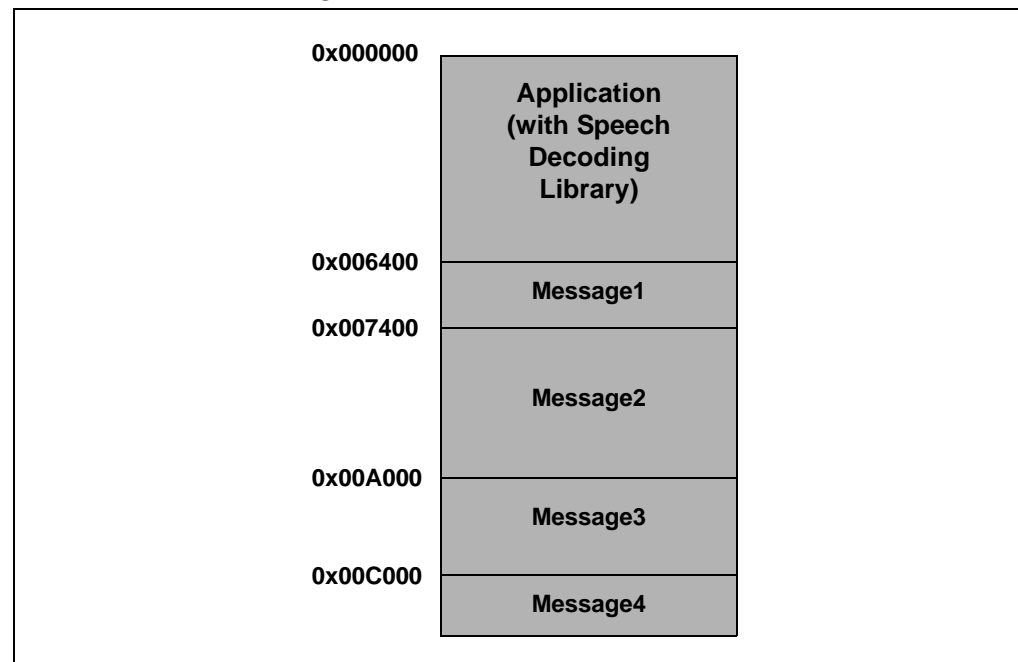 0x000000
Application
(with Speech
Decoding
Library)
0x006400
Message1
0x007400
Message2
0x00A000
Message3
0x00C000
Message4